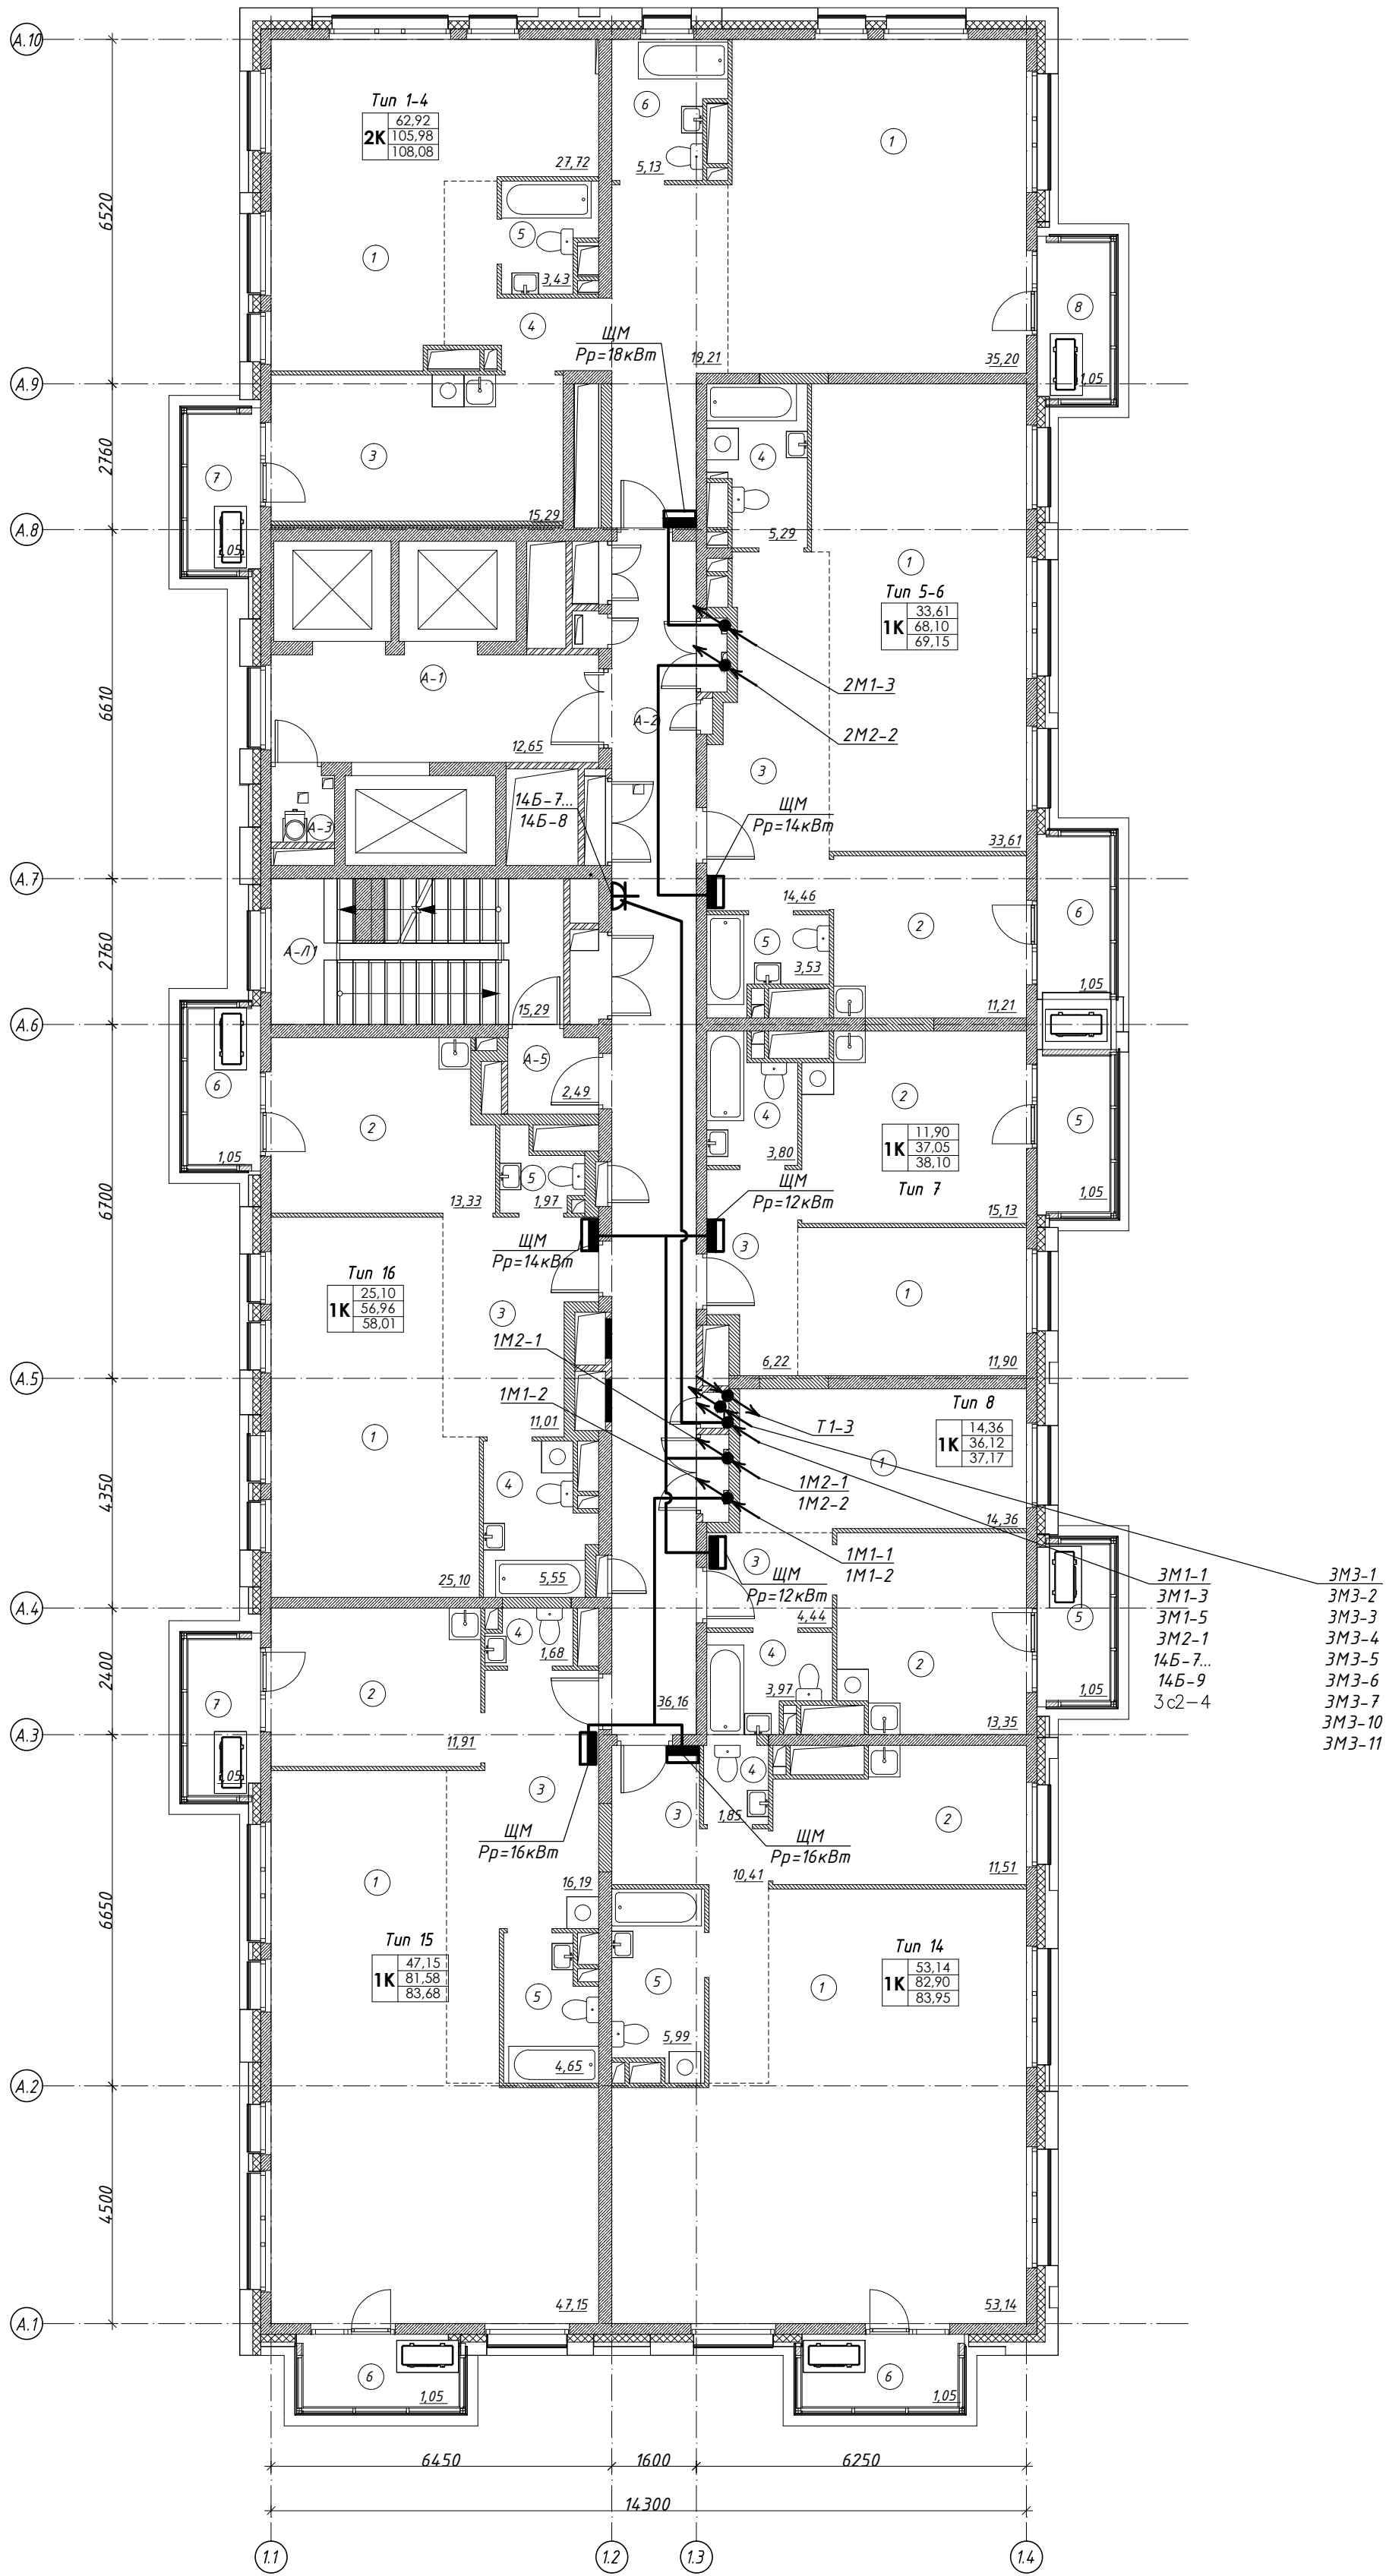 А.10
Тип 1-4
2К
62,92
105,98
108,08
27,72
6
5,13
1
6520
1
5
3,43
4
ЩМ
Рр=18кВт
19,21
35,20
8
1,05
А.9
2760
3
7
15,29
1,05
4
5,29
1
А.8
Тип 5-6
1К
33,61
68,10
69,15
6610
А-1
12,65
А-2
2М1-3
2М2-2
3
14Б-7...
14Б-8
А-3
ЩМ
Рр=14кВт
33,61
А.7
14,46
2760
А-Л1
5
3,53
2
6
11,21
1,05
15,29
А.6
А-5
2,49
6
1,05
2
4
3,80
2
5
1К
11,90
37,05
38,10
Тип 7
1,05
6700
5
13,33
1,97
ЩМ
Рр=12кВт
15,13
ЩМ
Рр=14кВт
3
Тип 16
1К
25,10
56,96
58,01
3
1
1М2-1
6,22
11,90
А.5
1М1-2
11,01
Тип 8
1К
14,36
36,12
37,17
Т1-3
1
1
4350
4
1М2-1
1М2-2
14,36
25,10
5,55
1М1-1
1М1-2
3
ЩМ
Рр=12кВт
3М1-1
3М1-3
3М1-5
3М2-1
14Б-7...
14Б-9
3с2-4
3М3-1
3М3-2
3М3-3
3М3-4
3М3-5
3М3-6
3М3-7
3М3-10
3М3-11
А.4
4
1,68
4,44
5
2400
2
7
36,16
4
3,97
2
1,05
13,35
А.3
11,91
1,05
3
4
3
1,85
2
ЩМ
Рр=16кВт
ЩМ
Рр=16кВт
11,51
1
16,19
10,41
6650
Тип 15
1К
47,15
81,58
83,68
5
4,65
5
5,99
Тип 14
1К
53,14
82,90
83,95
1
А.2
4500
47,15
53,14
А.1
6
1,05
6
1,05
6450
1600
6250
14300
1.1
1.2
1.3
1.4